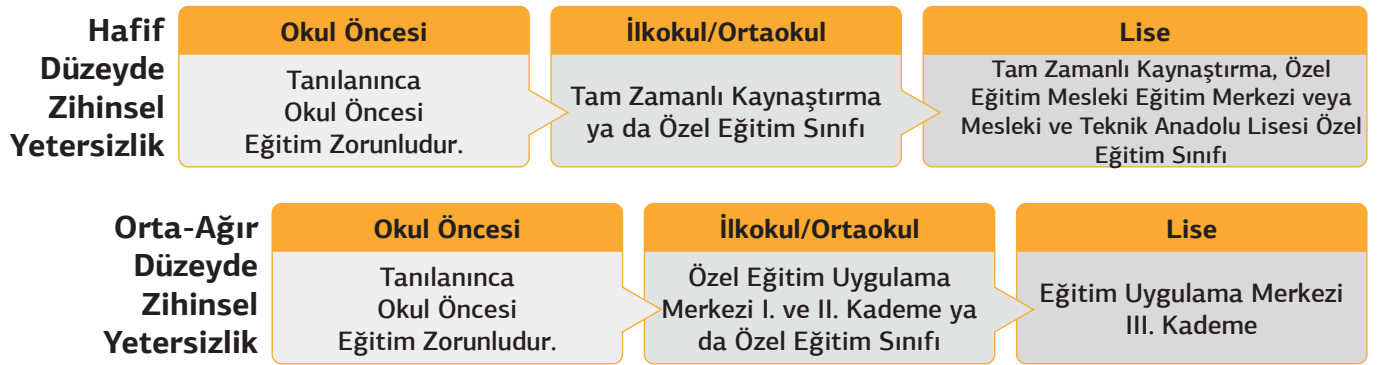 Hafif
Düzeyde
Zihinsel
Yetersizlik
Okul Öncesi
Tanılanınca
Okul Öncesi
Eğitim Zorunludur.
İlkokul/Ortaokul
Tam Zamanlı Kaynaştırma
ya da Özel Eğitim Sınıfı
Lise
Tam Zamanlı Kaynaştırma, Özel
Eğitim Mesleki Eğitim Merkezi veya
Mesleki ve Teknik Anadolu Lisesi Özel
Eğitim Sınıfı
Orta-Ağır
Düzeyde
Zihinsel
Yetersizlik
Okul Öncesi
Tanılanınca
Okul Öncesi
Eğitim Zorunludur.
İlkokul/Ortaokul
Özel Eğitim Uygulama
Merkezi I. ve II. Kademe ya
da Özel Eğitim Sınıfı
Lise
Eğitim Uygulama Merkezi
III. Kademe